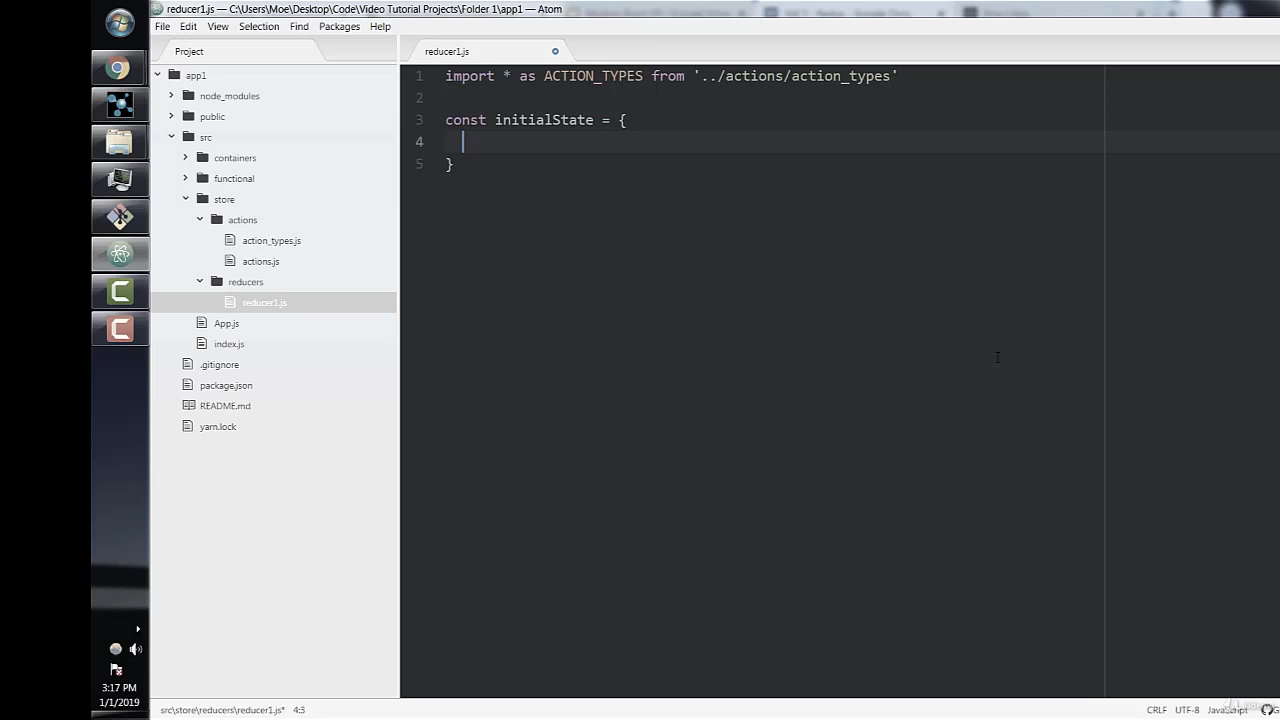 reducer1.js — C:\Users\Moe\Desktop\Code\Video Tutorial Projects\Folder 1\app1 — Atom
File Edit View Selection Find Packages Help
Project
reducer1.js
app1
node_modules
public
src
containers
functional
store
actions
action_types.js
actions.js
reducers
reducer1.js
App.js
index.js
.gitignore
package.json
README.md
yarn.lock
1 import * as ACTION_TYPES from '../actions/action_types'
2
3 const initialState = {
4
5 }
3:17 PM
1/1/2019
src\store\reducers\reducer1.js* 4:3
CRLF UTF-8 JavaScript